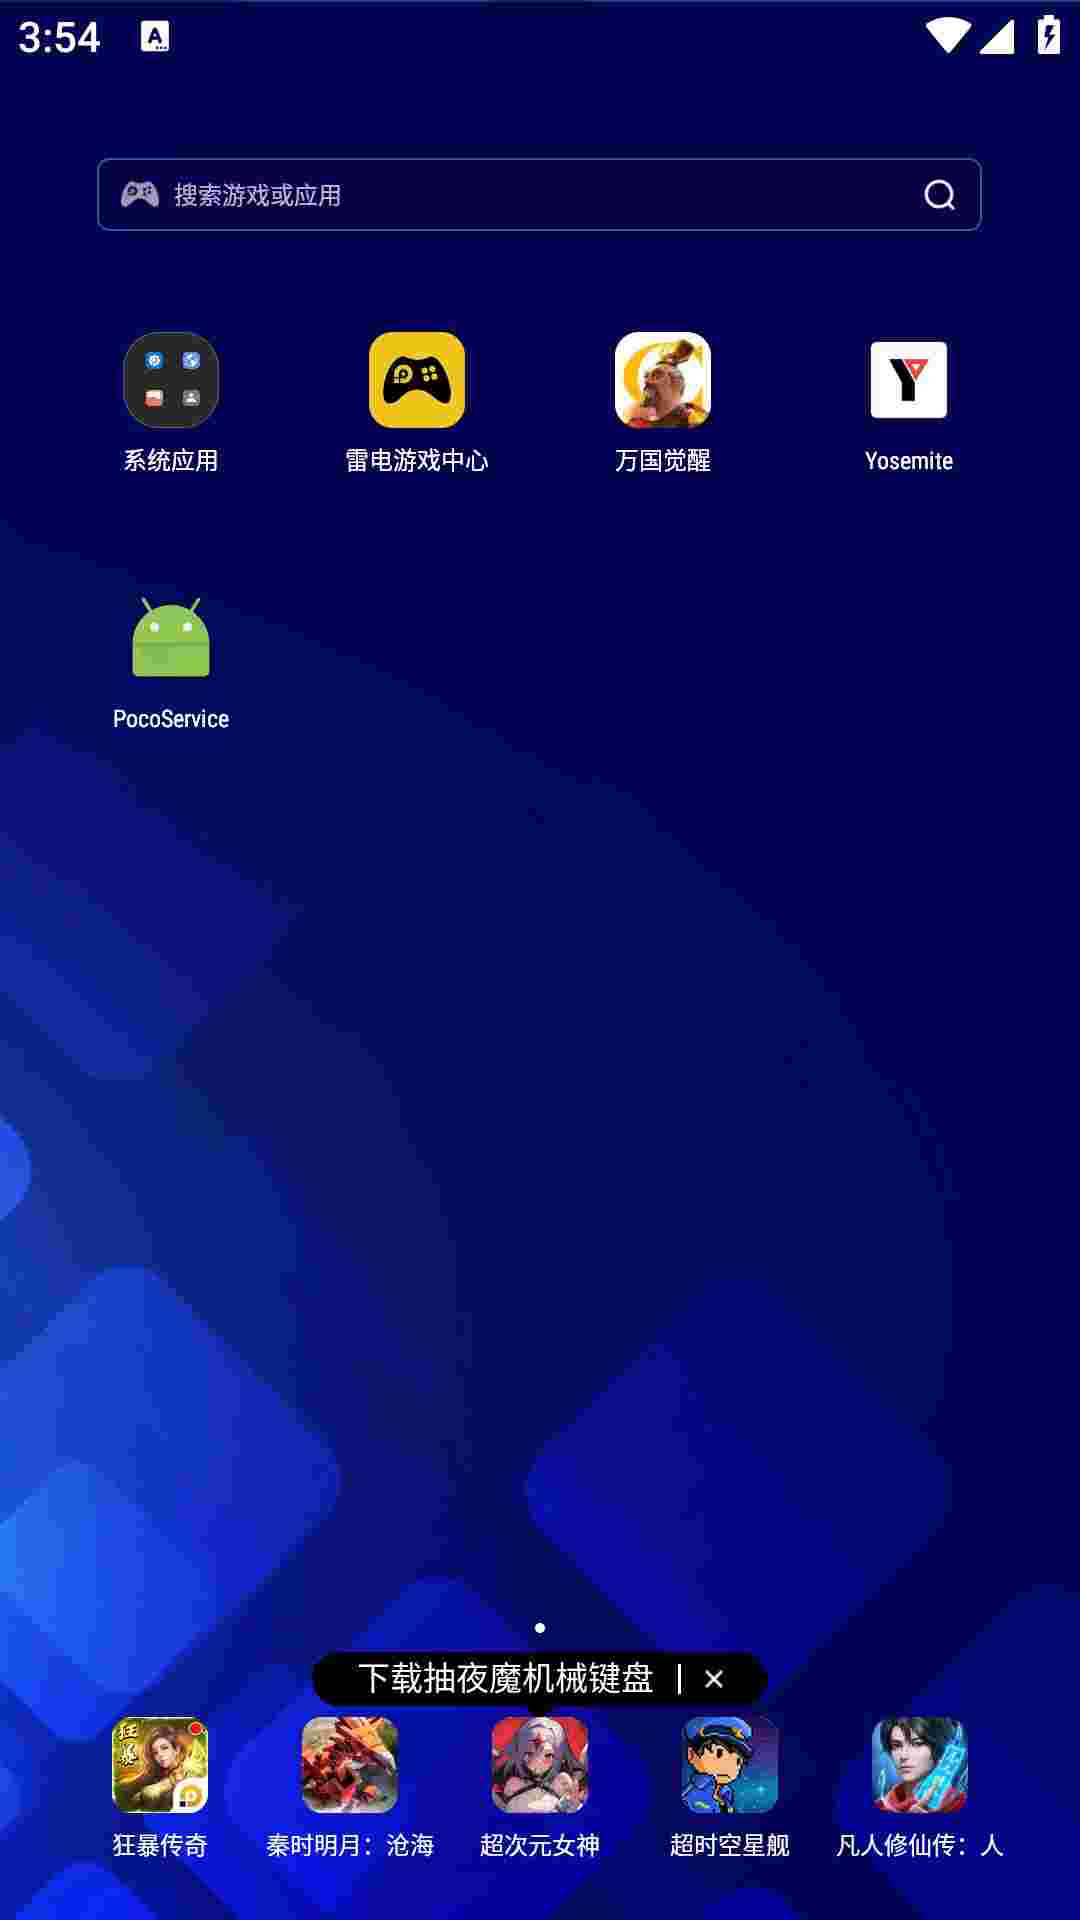 3:54
A
搜索游戏或应用
系统应用
雷电游戏中心
万国觉醒
Yosemite
PocoService
下载抽夜魔机械键盘
狂暴
狂暴传奇
秦时明月：沧海
超次元女神
超时空星舰
凡人修仙传：人